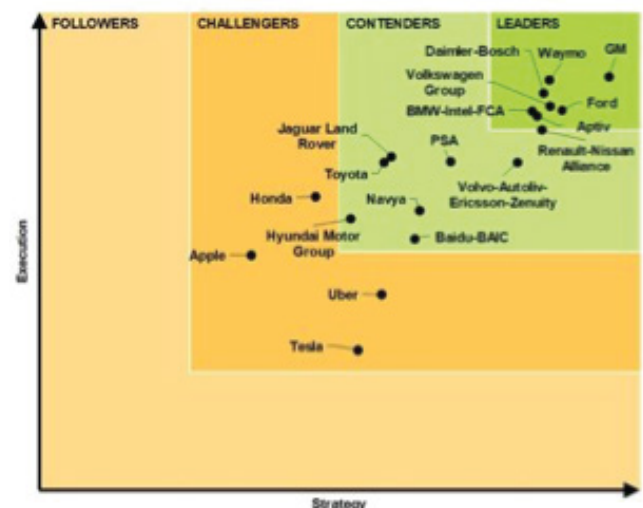 FOLLOWERS
CHALLENGERS
CONTENDERS
LEADERS
Daimler-Bosch
Waymo
GM
Volkswagen
Group
BMW-Intel-FCA
Ford
Aptiv
Jaguar Land
Rover
PSA
Renault-Nissan
Alliance
Toyota
Volvo-Autoliv-
Ericsson-Zenuity
Honda
Navya
Hyundai Motor
Group
Baidu-BAIC
Apple
Uber
Tesla
Execution
Strategy